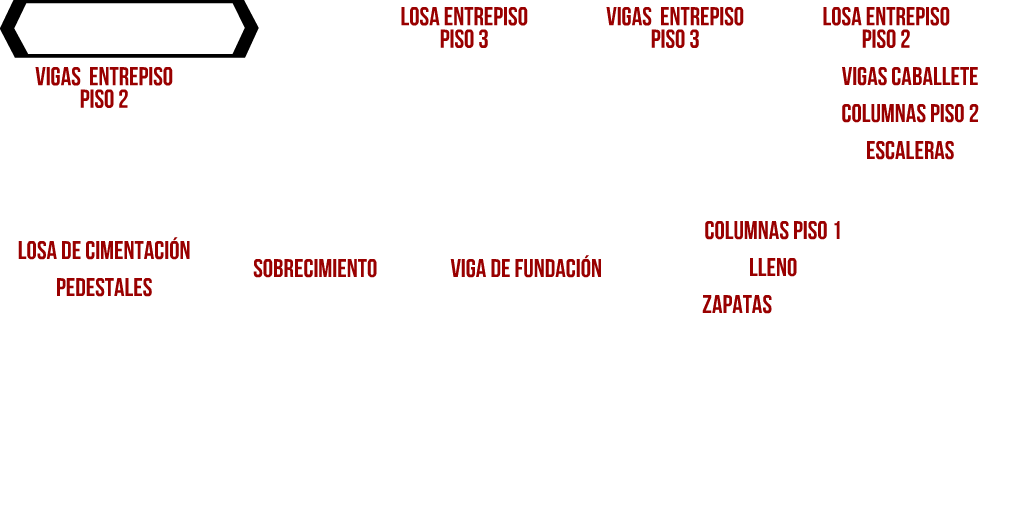 LOSA ENTREPISO
PISO 3
VIGAS ENTREPISO
PISO 3
LOSA ENTREPISO
PISO 2
VIGAS ENTREPISO
PISO 2
VIGAS CABALLETE
COLUMNAS PISO 2
ESCALERAS
LOSA DE CIMENTACIÓN
PEDESTALES
SOBRECIMIENTO
VIGA DE FUNDACIÓN
COLUMNAS PISO 1
LLENO
ZAPATAS